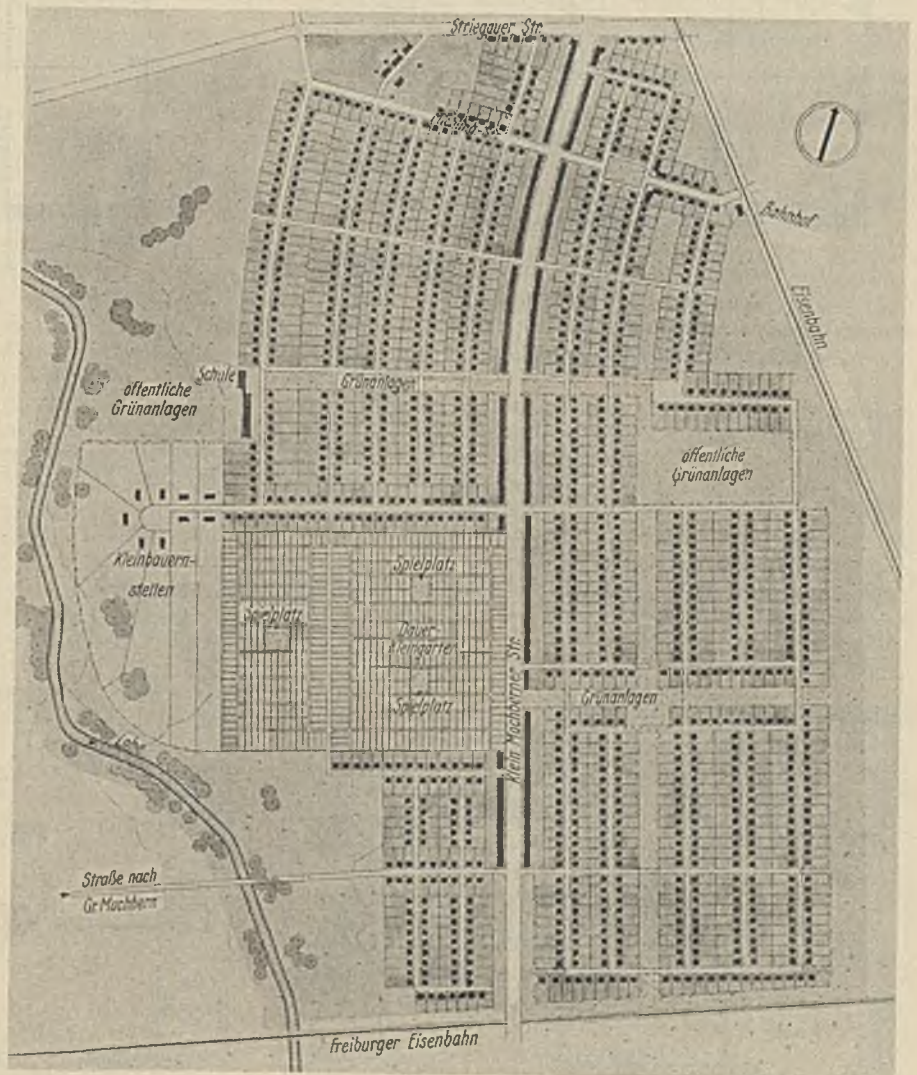 Striegauer Str.
Bahnhof
Eisenbahn
Schule
Grünanlagen
öffentliche
Grünanlagen
öffentliche
Grünanlagen
Kleinbauern-
stellen
Spielplatz
Spielplatz
Dauer-
Kleingärten
Spielplatz
Klein Mochberner Str.
Grünanlagen
Lohe
Straße nach
Gr. Mochbern
Freiburger Eisenbahn